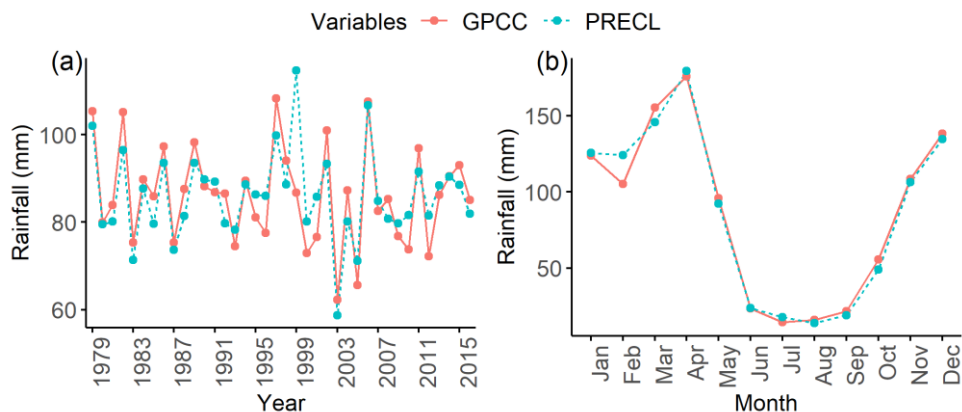 Variables GPCC PRECL
(a)
Rainfall (mm)
100
80
60
1979 1983 1987 1991 1995 1999 2003 2007 2011 2015
Year
(b)
Rainfall (mm)
150
100
50
Jan Feb Mar Apr May Jun Jul Aug Sep Oct Nov Dec
Month